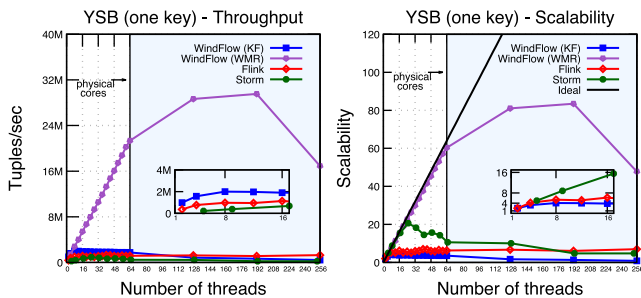 YSB (one key) - Throughput
Tuples/sec
40M
32M
24M
16M
8M
0
WindFlow (KF)
WindFlow (WMR)
Flink
Storm
physical
cores
4M
3M
2M
1M
0
1
8
16
0 16 32 48 64 80 96 112 128 144 160 176 192 208 224 240 256
Number of threads
YSB (one key) - Scalability
Scalability
120
100
80
60
40
20
0
WindFlow (KF)
WindFlow (WMR)
Flink
Storm
Ideal
physical
cores
16
8
4
1
8
16
0 16 32 48 64 80 96 112 128 144 160 176 192 208 224 240 256
Number of threads